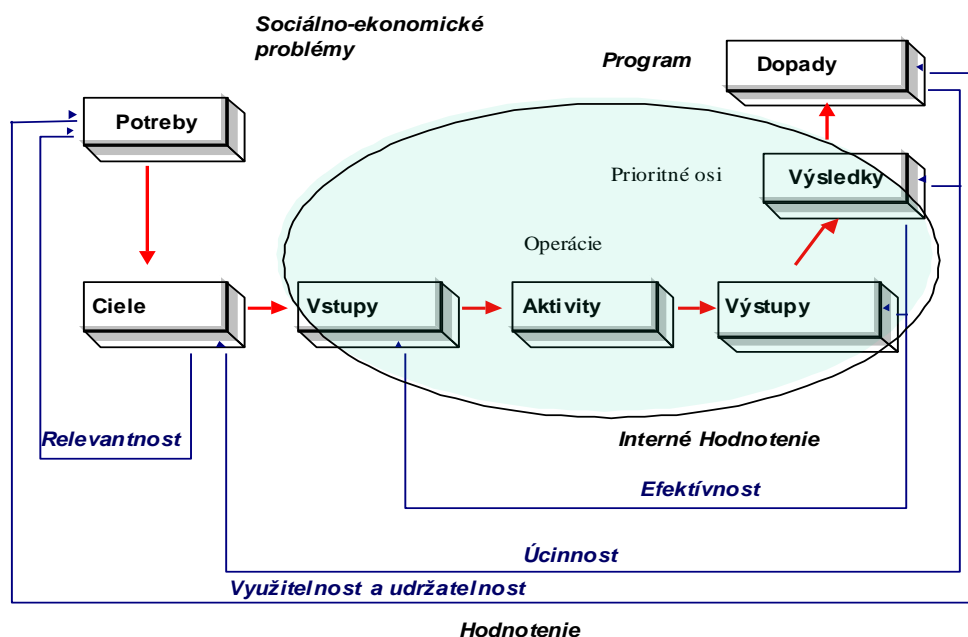 Sociálno-ekonomické
problémy
Program
Dopady
Potreby
Prioritné osi
Výsledky
Operácie
Ciele
Vstupy
Aktivity
Výstupy
Relevantnost
Interné Hodnotenie
Efektívnost
Úcinnost
Využitelnost a udržatelnost
Hodnotenie